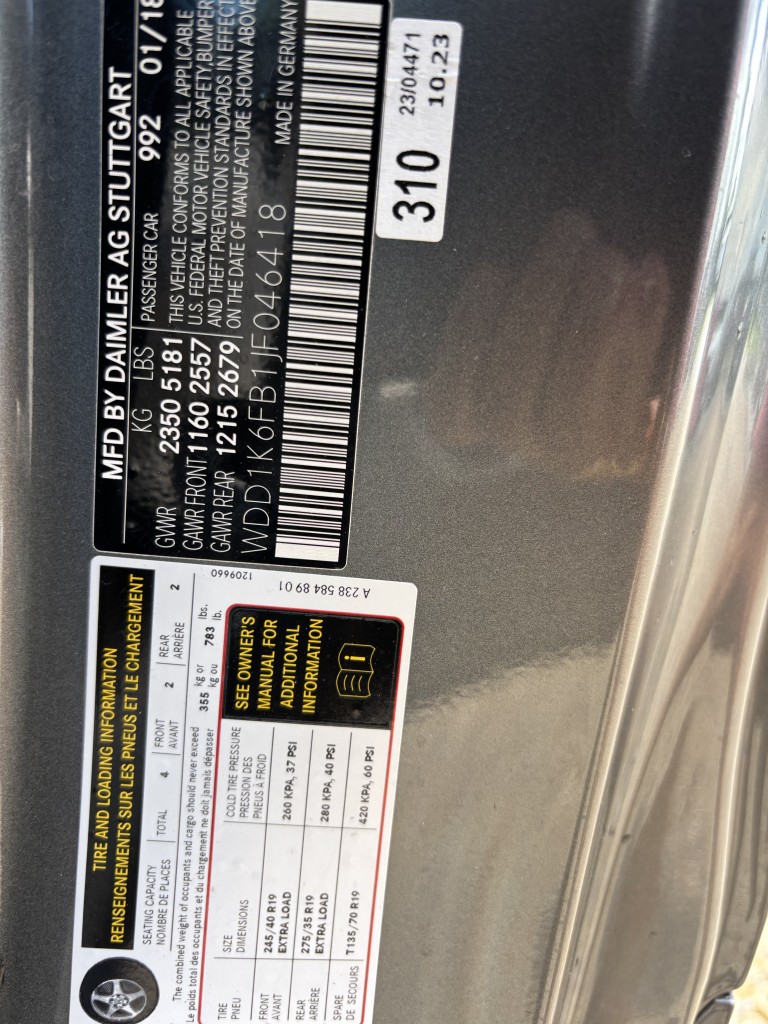 MFD BY DAIMLER AG STUTTGART
KG LBS PASSENGER CAR 992 01/18
GVWR 2350 5181
GAWR FRONT 1160 2557
GAWR REAR 1215 2679
THIS VEHICLE CONFORMS TO ALL APPLICABLE
U.S. FEDERAL MOTOR VEHICLE SAFETY,BUMPER
AND THEFT PREVENTION STANDARDS IN EFFECT
ON THE DATE OF MANUFACTURE SHOWN ABOVE
WDD1K6FB1JF046418 MADE IN GERMANY
310
23/04471
10.23
TIRE AND LOADING INFORMATION
RENSEIGNEMENTS SUR LES PNEUS ET LE CHARGEMENT
SEATING CAPACITY TOTAL 4 FRONT 2 REAR 2
NOMBRE DE PLACES AVANT ARRIÈRE
The combined weight of occupants and cargo should never exceed 355 kg or 783 lbs.
Le poids total des occupants et du chargement ne doit jamais dépasser kg ou lb.
TIRE SIZE COLD TIRE PRESSURE
PNEU DIMENSIONS PRESSION DES
PNEUS À FROID
FRONT 245/40 R19 260 KPA, 37 PSI
AVANT EXTRA LOAD
REAR 275/35 R19 280 KPA, 40 PSI
ARRIÈRE EXTRA LOAD
SPARE T135/70 R19 420 KPA, 60 PSI
DE SECOURS
SEE OWNER'S
MANUAL FOR
ADDITIONAL
INFORMATION
1209660
A 238 584 89 01